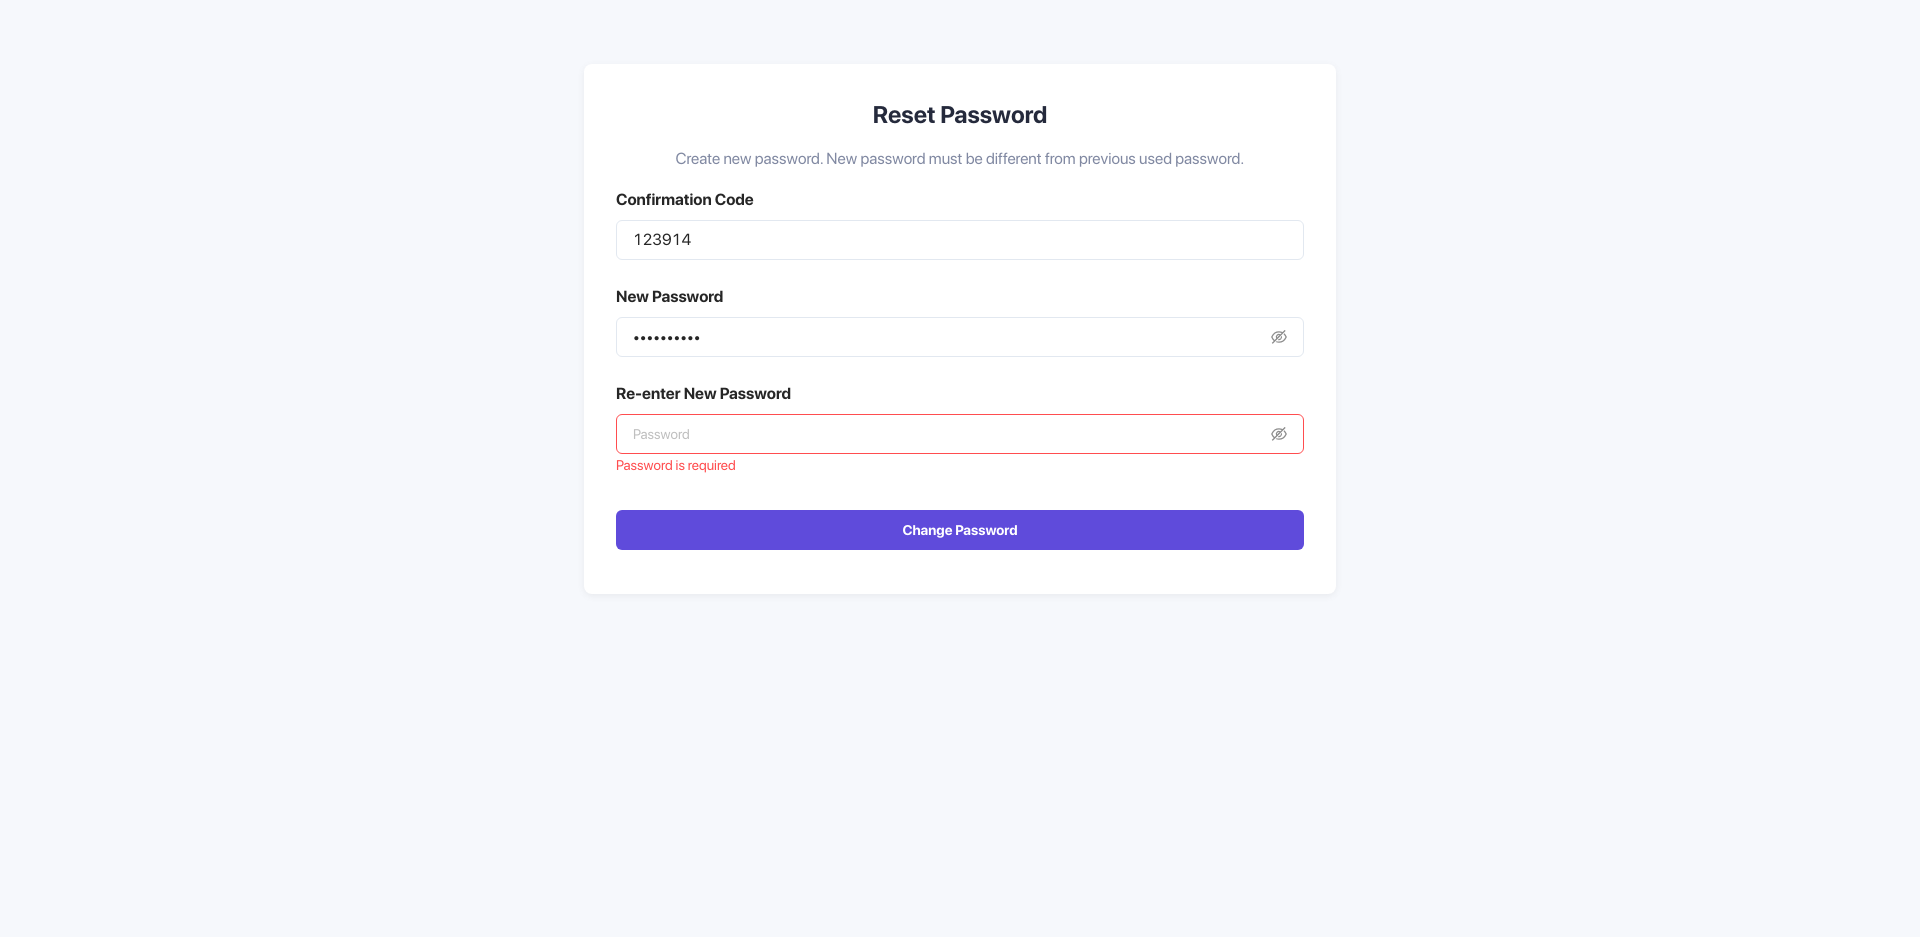 Reset Password
Create new password. New password must be different from previous used password.
Confirmation Code
123914
New Password
••••••••••
Re-enter New Password
Password
Password is required
Change Password